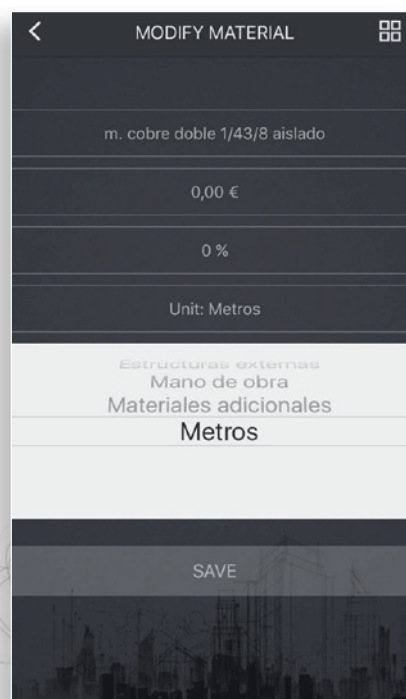 MODIFY MATERIAL
m. cobre doble 1/43/8 aislado
0,00 €
0 %
Unit: Metros
Estructuras externas
Mano de obra
Materiales adicionales
Metros
SAVE